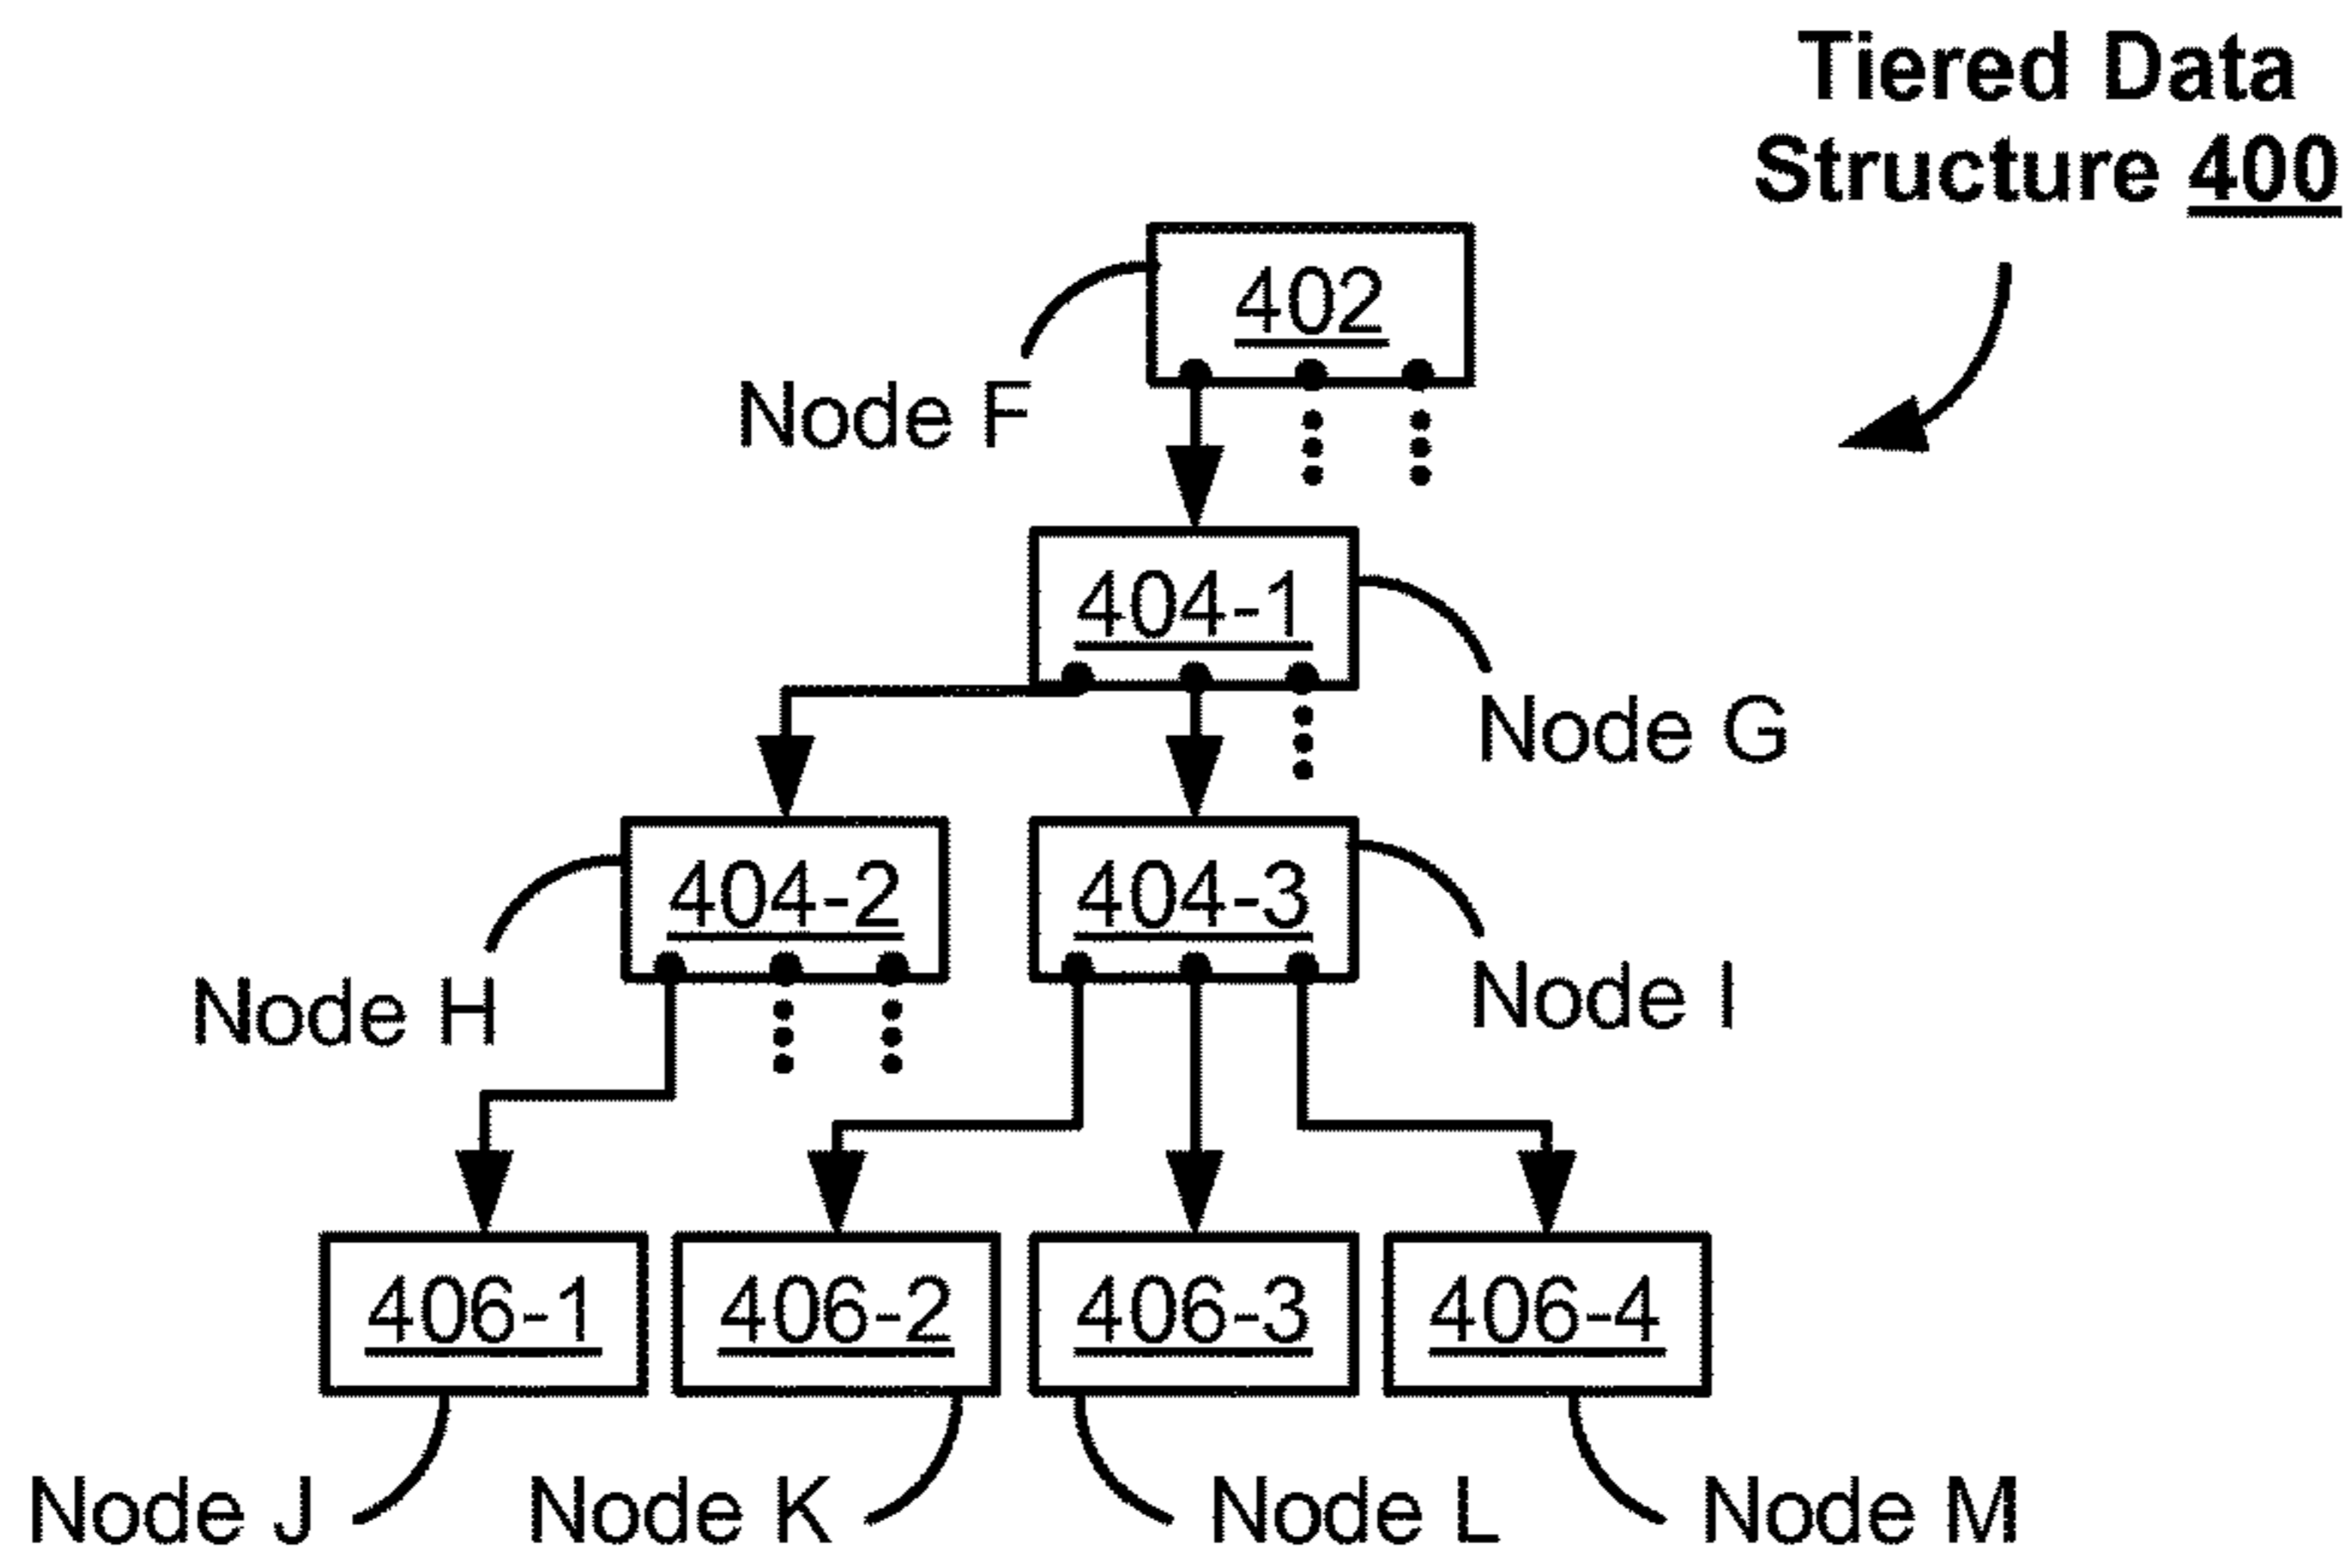 Tiered Data
Structure 400
402
Node F
404-1
Node G
404-2
404-3
Node H
Node I
406-1
406-2
406-3
406-4
Node J
Node K
Node L
Node M